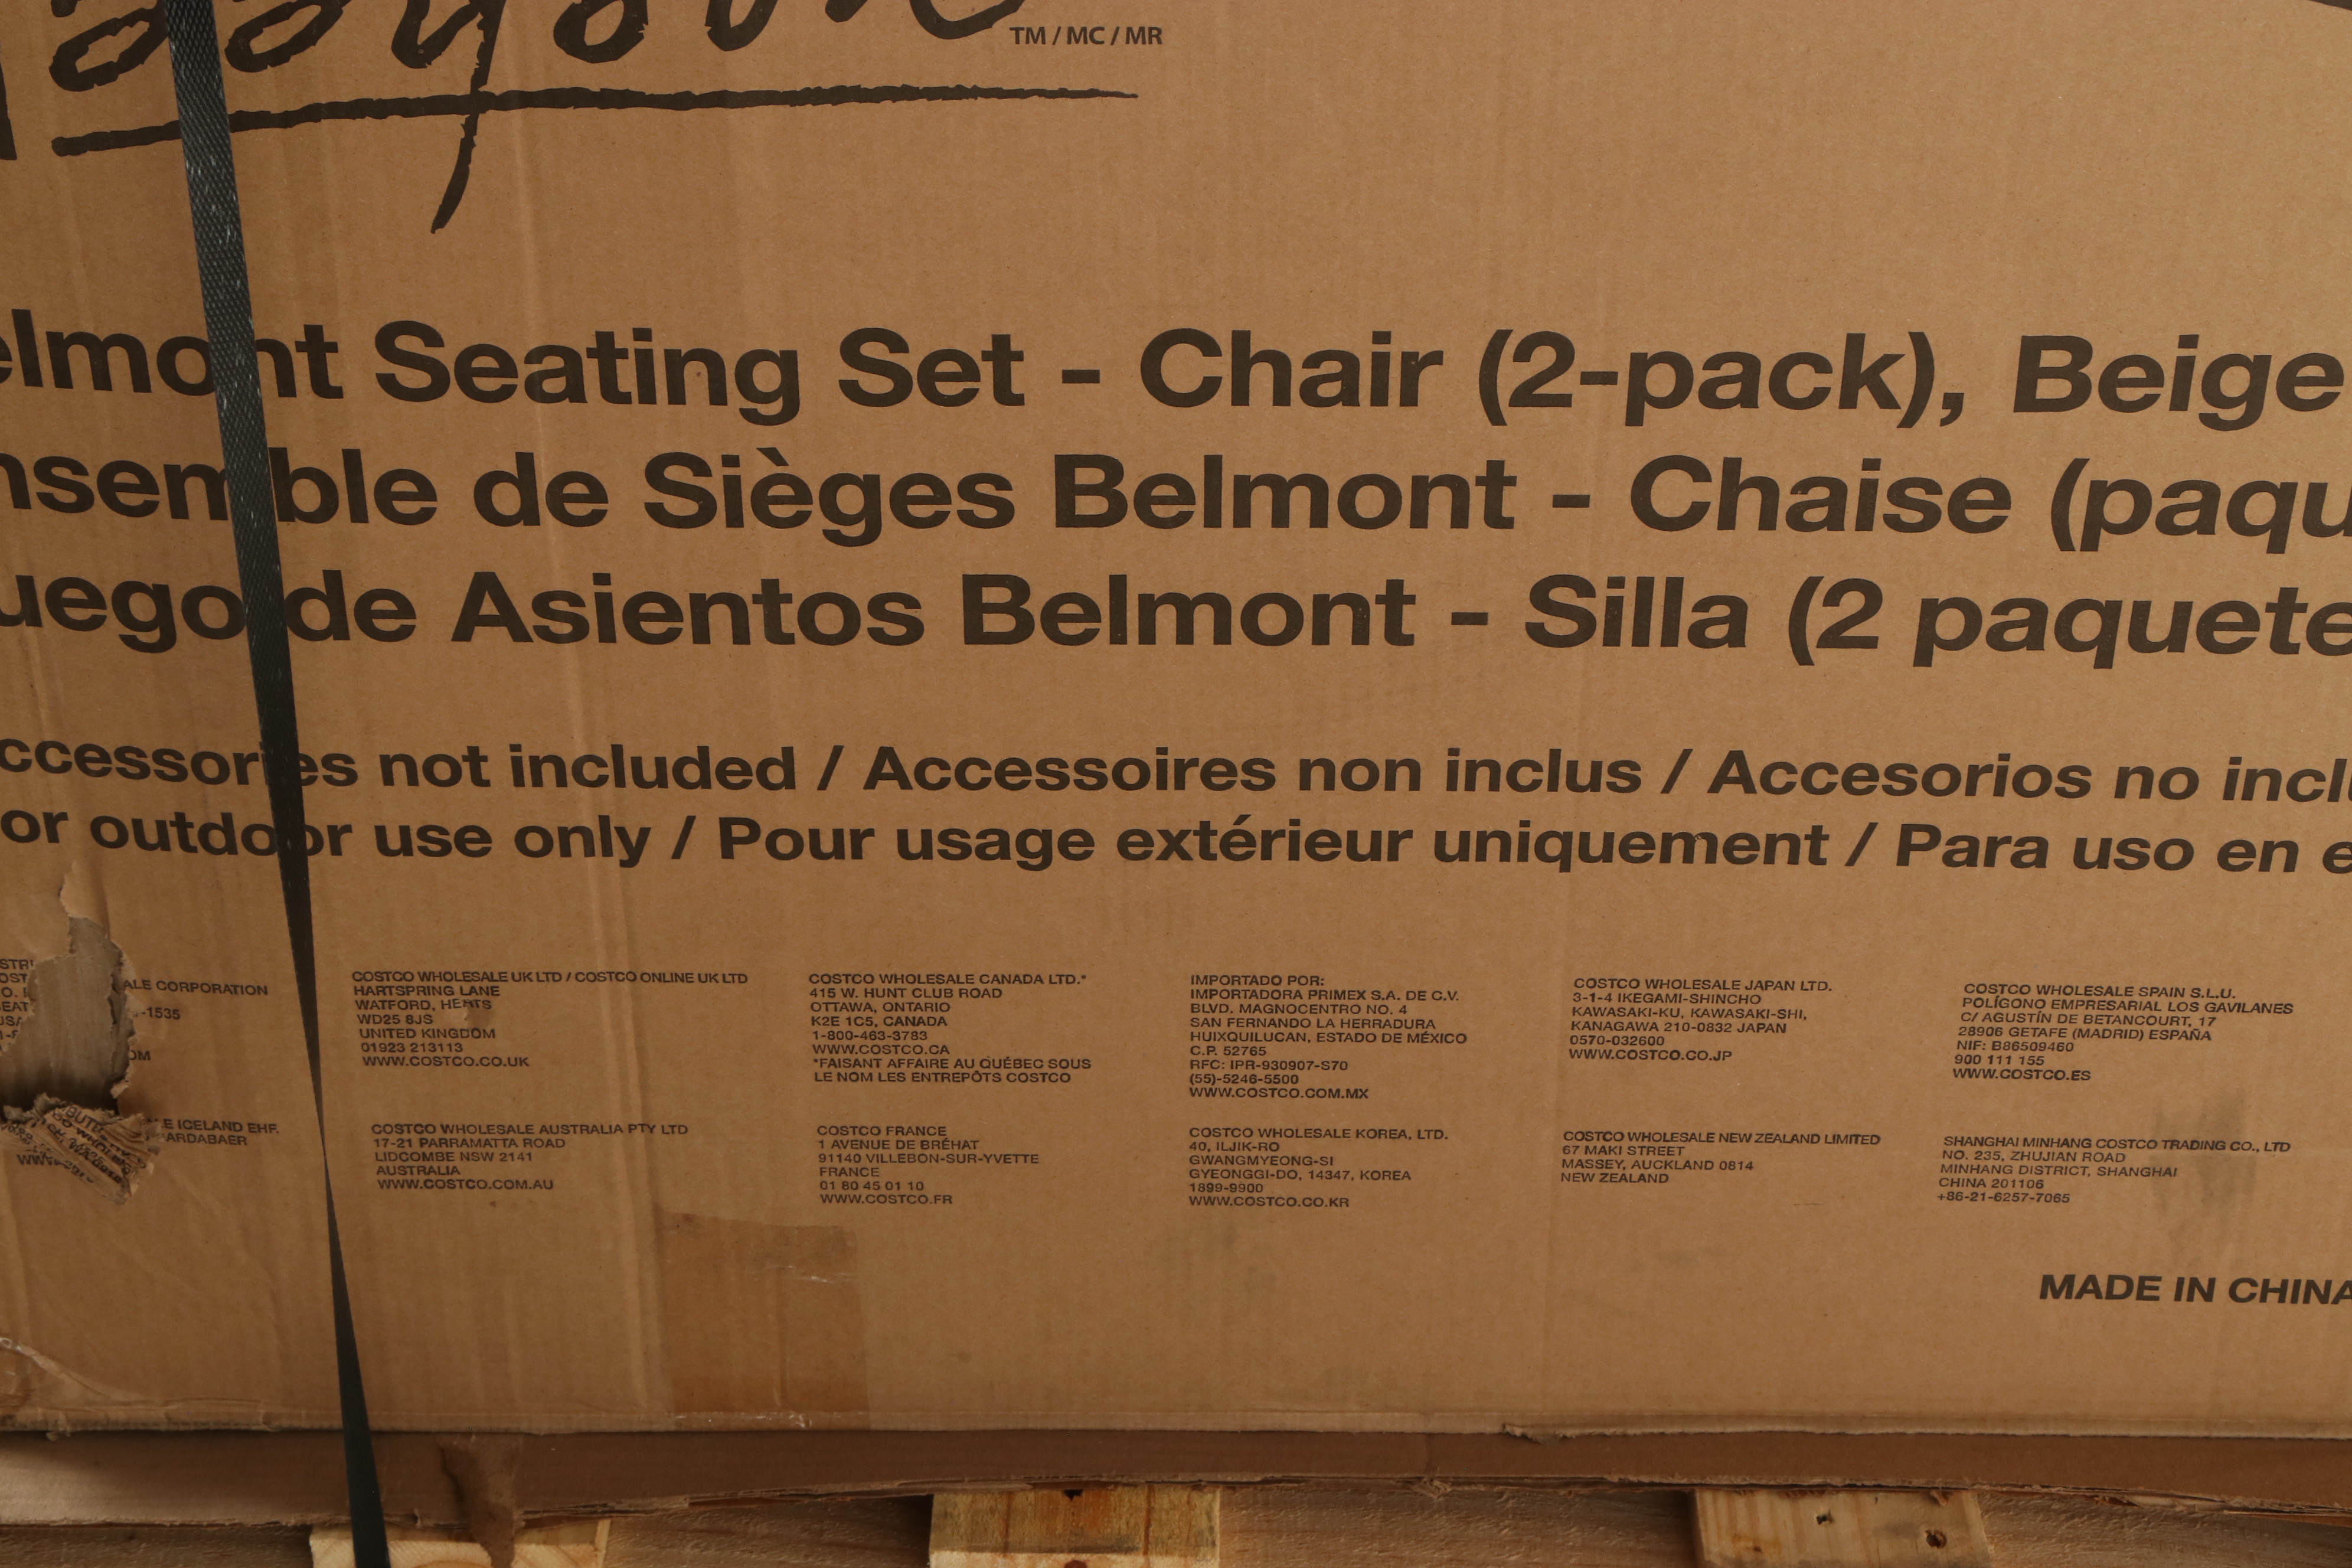 TM / MC / MR
elmont Seating Set - Chair (2-pack), Beige
nsemble de Sièges Belmont - Chaise (paqu
uego de Asientos Belmont - Silla (2 paquete
ccessories not included / Accessoires non inclus / Accesorios no incl
or outdoor use only / Pour usage extérieur uniquement / Para uso en e
ALE CORPORATION
-1535
COSTCO WHOLESALE UK LTD / COSTCO ONLINE UK LTD
HARTSPRING LANE
WATFORD, HERTS
WD25 8JS
UNITED KINGDOM
01923 213113
WWW.COSTCO.CO.UK
COSTCO WHOLESALE CANADA LTD.*
415 W. HUNT CLUB ROAD
OTTAWA, ONTARIO
K2E 1C5, CANADA
1-800-463-3783
WWW.COSTCO.CA
*FAISANT AFFAIRE AU QUÉBEC SOUS
LE NOM LES ENTREPÔTS COSTCO
IMPORTADO POR:
IMPORTADORA PRIMEX S.A. DE C.V.
BLVD. MAGNOCENTRO NO. 4
SAN FERNANDO LA HERRADURA
HUIXQUILUCAN, ESTADO DE MÉXICO
C.P. 52765
RFC: IPR-930907-S70
(55)-5246-5500
WWW.COSTCO.COM.MX
COSTCO WHOLESALE JAPAN LTD.
3-1-4 IKEGAMI-SHINCHO
KAWASAKI-KU, KAWASAKI-SHI,
KANAGAWA 210-0832 JAPAN
0570-032600
WWW.COSTCO.CO.JP
COSTCO WHOLESALE SPAIN S.L.U.
POLÍGONO EMPRESARIAL LOS GAVILANES
C/ AGUSTÍN DE BETANCOURT, 17
28906 GETAFE (MADRID) ESPAÑA
NIF: B86509460
900 111 155
WWW.COSTCO.ES
E ICELAND EHF.
ARDABAER
COSTCO WHOLESALE AUSTRALIA PTY LTD
17-21 PARRAMATTA ROAD
LIDCOMBE NSW 2141
AUSTRALIA
WWW.COSTCO.COM.AU
COSTCO FRANCE
1 AVENUE DE BRÉHAT
91140 VILLEBON-SUR-YVETTE
FRANCE
01 80 45 01 10
WWW.COSTCO.FR
COSTCO WHOLESALE KOREA, LTD.
40, ILJIK-RO
GWANGMYEONG-SI
GYEONGGI-DO, 14347, KOREA
1899-9900
WWW.COSTCO.CO.KR
COSTCO WHOLESALE NEW ZEALAND LIMITED
67 MAKI STREET
MASSEY, AUCKLAND 0814
NEW ZEALAND
SHANGHAI MINHANG COSTCO TRADING CO., LTD
NO. 235, ZHUJIAN ROAD
MINHANG DISTRICT, SHANGHAI
CHINA 201106
+86-21-6257-7065
MADE IN CHINA